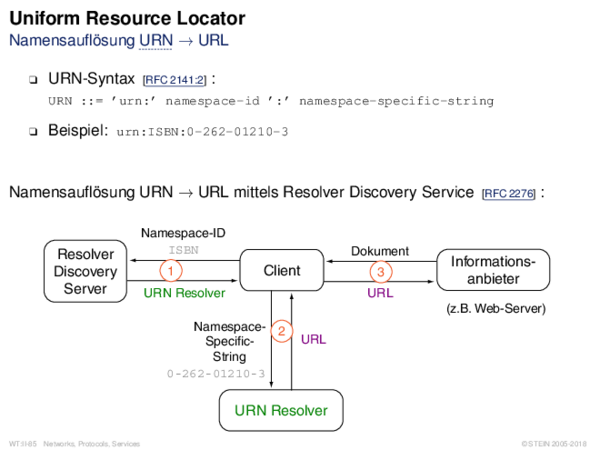 Uniform Resource Locator
Namensauflösung URN → URL
❑ URN-Syntax [RFC 2141:2] :
URN ::= ’urn:’ namespace-id ’:’ namespace-specific-string
❑ Beispiel: urn:ISBN:0-262-01210-3
Namensauflösung URN → URL mittels Resolver Discovery Service [RFC 2276] :
Resolver
Discovery
Server
Namespace-ID
ISBN
1
URN Resolver
Client
Dokument
3
URL
Informations-
anbieter
(z.B. Web-Server)
Namespace-
Specific-
String
0-262-01210-3
2
URL
URN Resolver
WT:II-85 Networks, Protocols, Services
© STEIN 2005-2018